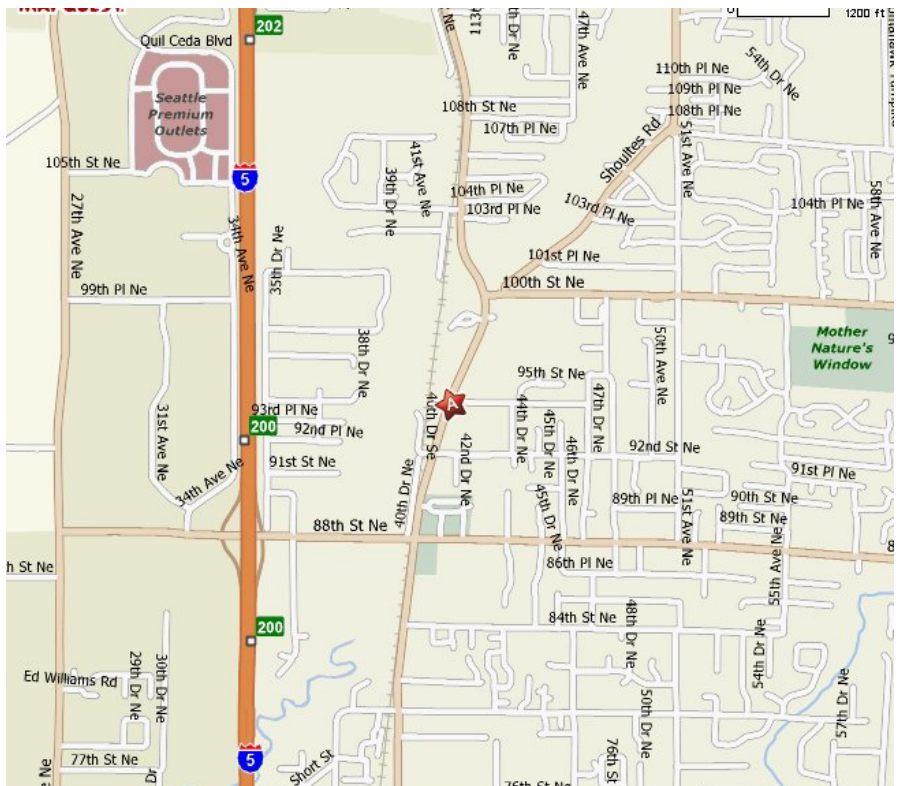 MAPQUEST.
202
1200 ft
Quil Ceda Blvd
47th Ave Ne
54th Dr Ne
110th Pl Ne
109th Pl Ne
108th Pl Ne
Seattle
Premium
Outlets
108th St Ne
107th Pl Ne
Shoultes Rd
51st Ave Ne
105th St Ne
5
41st Ave Ne
39th Dr Ne
104th Pl Ne
103rd Pl Ne
103rd Pl Ne
104th Pl Ne
58th Ave Ne
27th Ave Ne
34th Ave Ne
35th Dr Ne
101st Pl Ne
100th St Ne
99th Pl Ne
38th Dr Ne
50th Ave Ne
Mother
Nature's
Window
95th St Ne
A
93rd Pl Ne
200
92nd Pl Ne
91st St Ne
31st Ave Ne
34th Ave Ne
40th Dr Se
42nd Dr Ne
44th Dr Ne
45th Dr Ne
46th Dr Ne
47th Dr Ne
92nd St Ne
91st Pl Ne
90th St Ne
89th Pl Ne
89th St Ne
51st Ave Ne
40th Dr Ne
45th Dr Ne
88th St Ne
86th Pl Ne
55th Ave Ne
h St Ne
200
84th St Ne
48th Dr Ne
54th Dr Ne
Ed Williams Rd
29th Dr Ne
30th Dr Ne
50th Dr Ne
57th Dr Ne
77th St Ne
5
Short St
76th St
76th St Ne